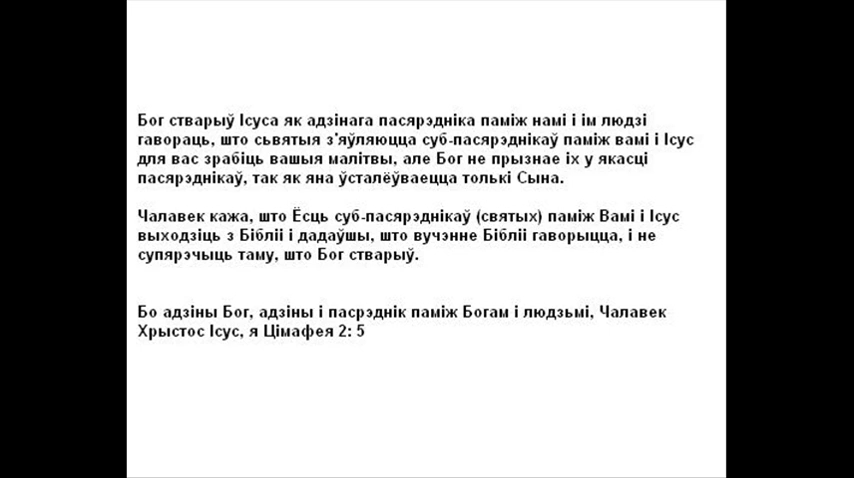 Бог стварыў Ісуса як адзінага пасярэдніка паміж намі і ім людзі
гавораць, што сьвятыя з'яўляюцца суб-пасярэднікаў паміж вамі і Ісус
для вас зрабіць вашыя малітвы, але Бог не прызнае іх у якасці
пасярэднікаў, так як яна ўсталёўваецца толькі Сына.
Чалавек кажа, што Ёсць суб-пасярэднікаў (святых) паміж Вамі і Ісус
выходзіць з Бібліі і дадаўшы, што вучэнне Бібліі гаворыцца, і не
супярэчыць таму, што Бог стварыў.
Бо адзіны Бог, адзіны і пасрэднік паміж Богам і людзьмі, Чалавек
Хрыстос Ісус, я Цімафея 2: 5